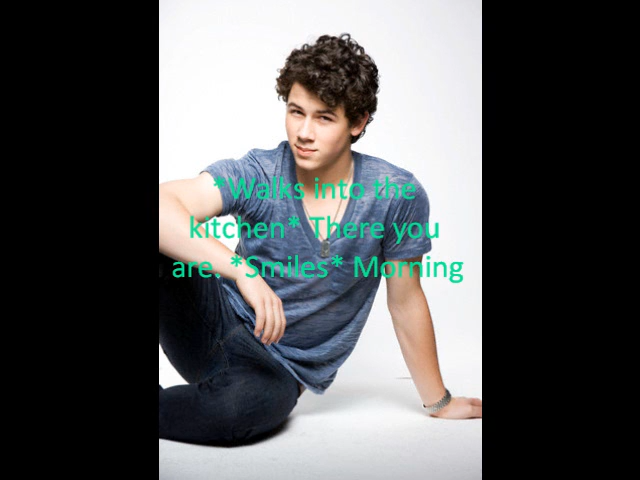 *Walks into the
kitchen* There you
are. *Smiles* Morning